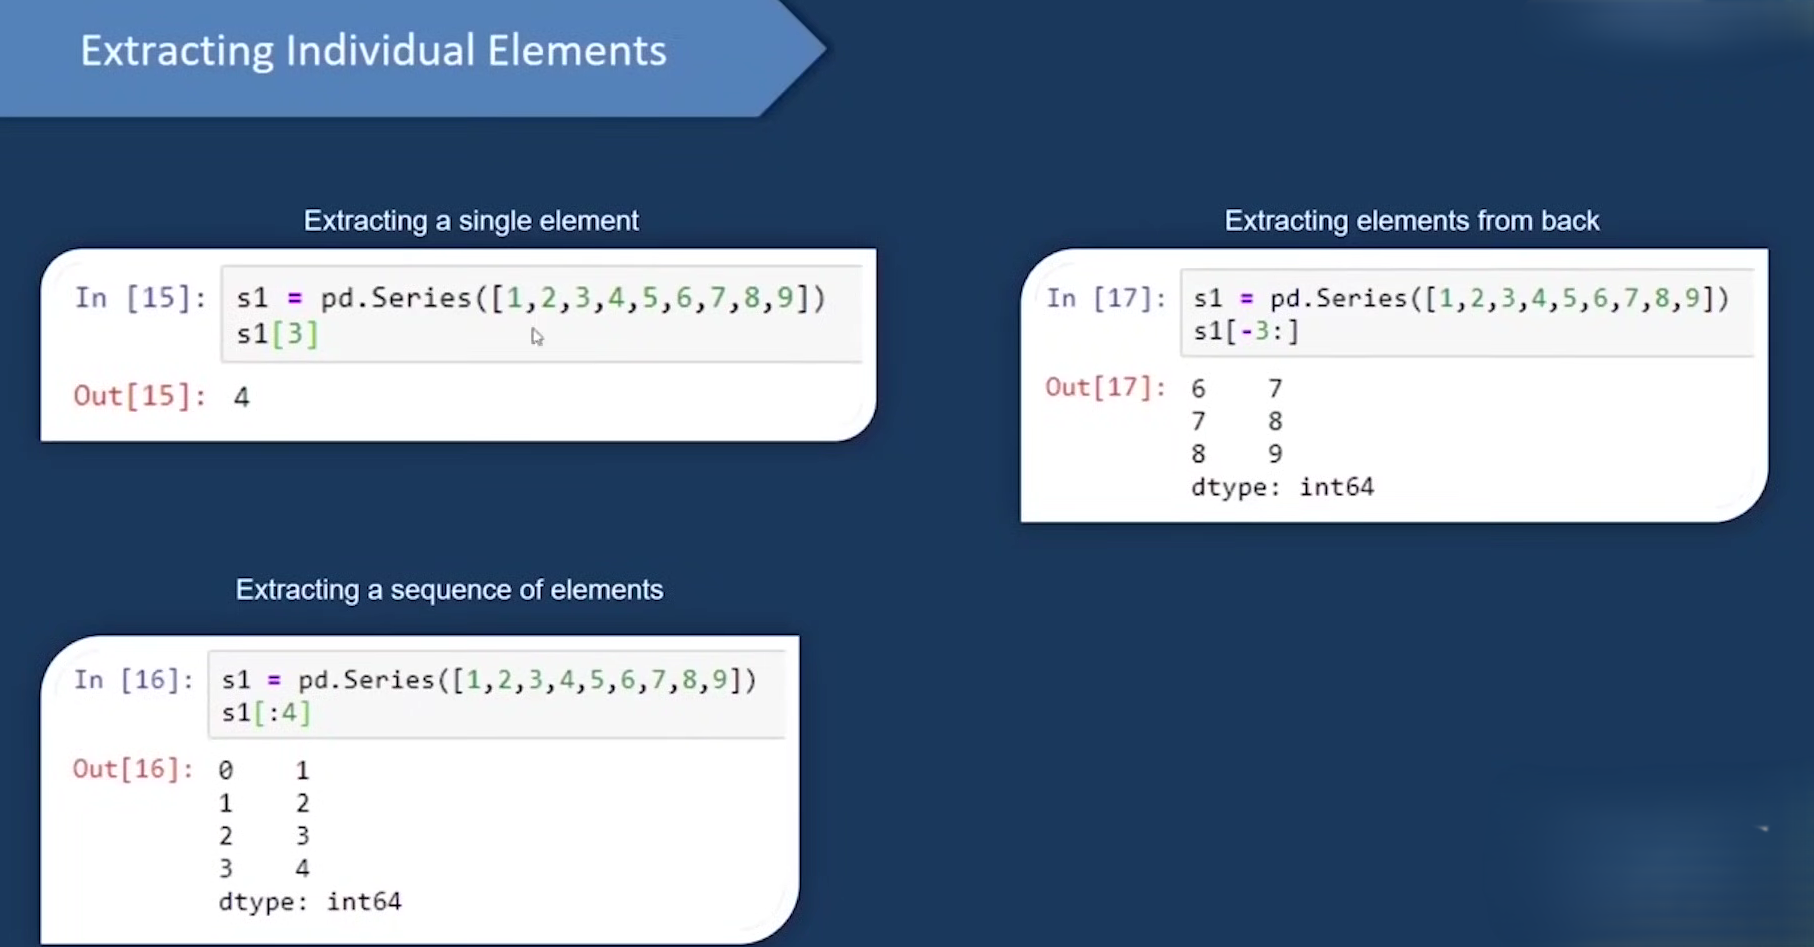 Extracting Individual Elements
Extracting a single element
In [15]: s1 = pd.Series([1,2,3,4,5,6,7,8,9])
s1[3]
Out[15]: 4
Extracting elements from back
In [17]: s1 = pd.Series([1,2,3,4,5,6,7,8,9])
s1[-3:]
Out[17]: 6 7
7 8
8 9
dtype: int64
Extracting a sequence of elements
In [16]: s1 = pd.Series([1,2,3,4,5,6,7,8,9])
s1[:4]
Out[16]: 0 1
1 2
2 3
3 4
dtype: int64